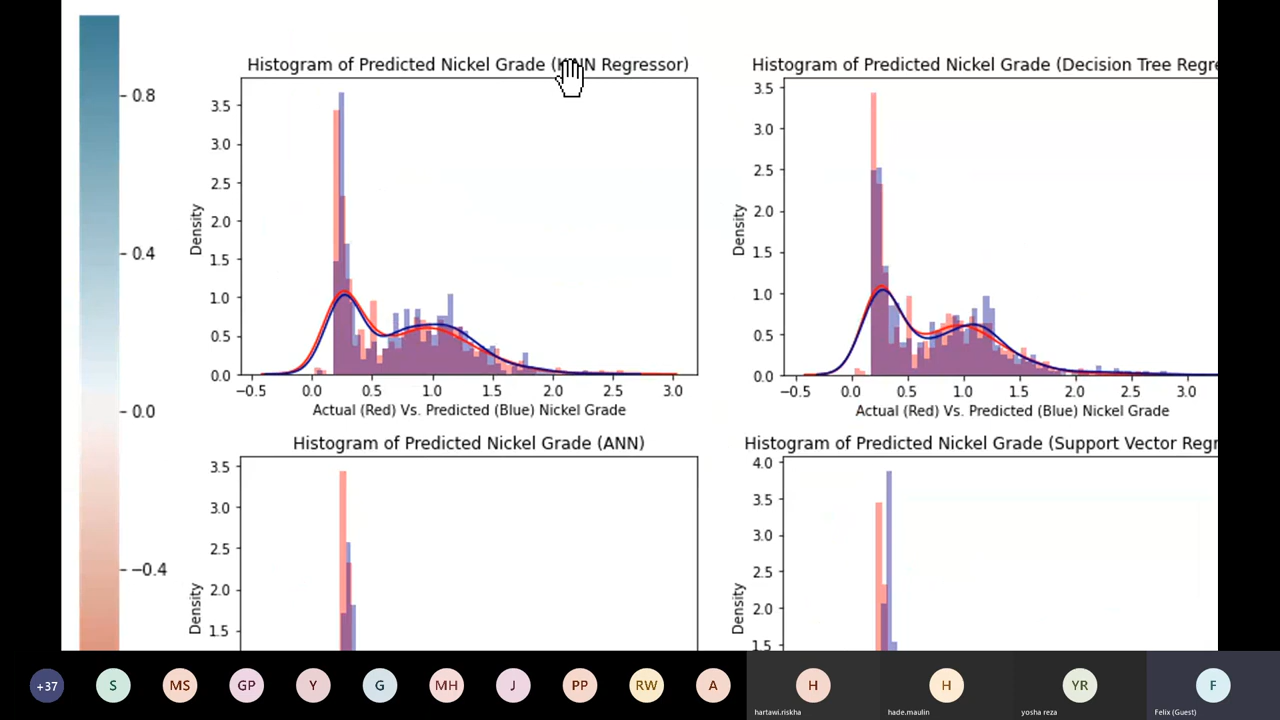 0.8
0.4
0.0
−0.4
Histogram of Predicted Nickel Grade ( N Regressor)
3.5
3.0
2.5
2.0
1.5
1.0
0.5
0.0
Density
−0.5 0.0 0.5 1.0 1.5 2.0 2.5 3.0
Actual (Red) Vs. Predicted (Blue) Nickel Grade
Histogram of Predicted Nickel Grade (Decision Tree Regre
3.5
3.0
2.5
2.0
1.5
1.0
0.5
0.0
Density
−0.5 0.0 0.5 1.0 1.5 2.0 2.5 3.0
Actual (Red) Vs. Predicted (Blue) Nickel Grade
Histogram of Predicted Nickel Grade (ANN)
3.5
3.0
2.5
2.0
1.5
Density
Histogram of Predicted Nickel Grade (Support Vector Regr
4.0
3.5
3.0
2.5
2.0
1.5
Density
+37 S MS GP Y G MH J PP RW A H H YR F
hartawi.riskha hade.maulin yosha reza Felix (Guest)